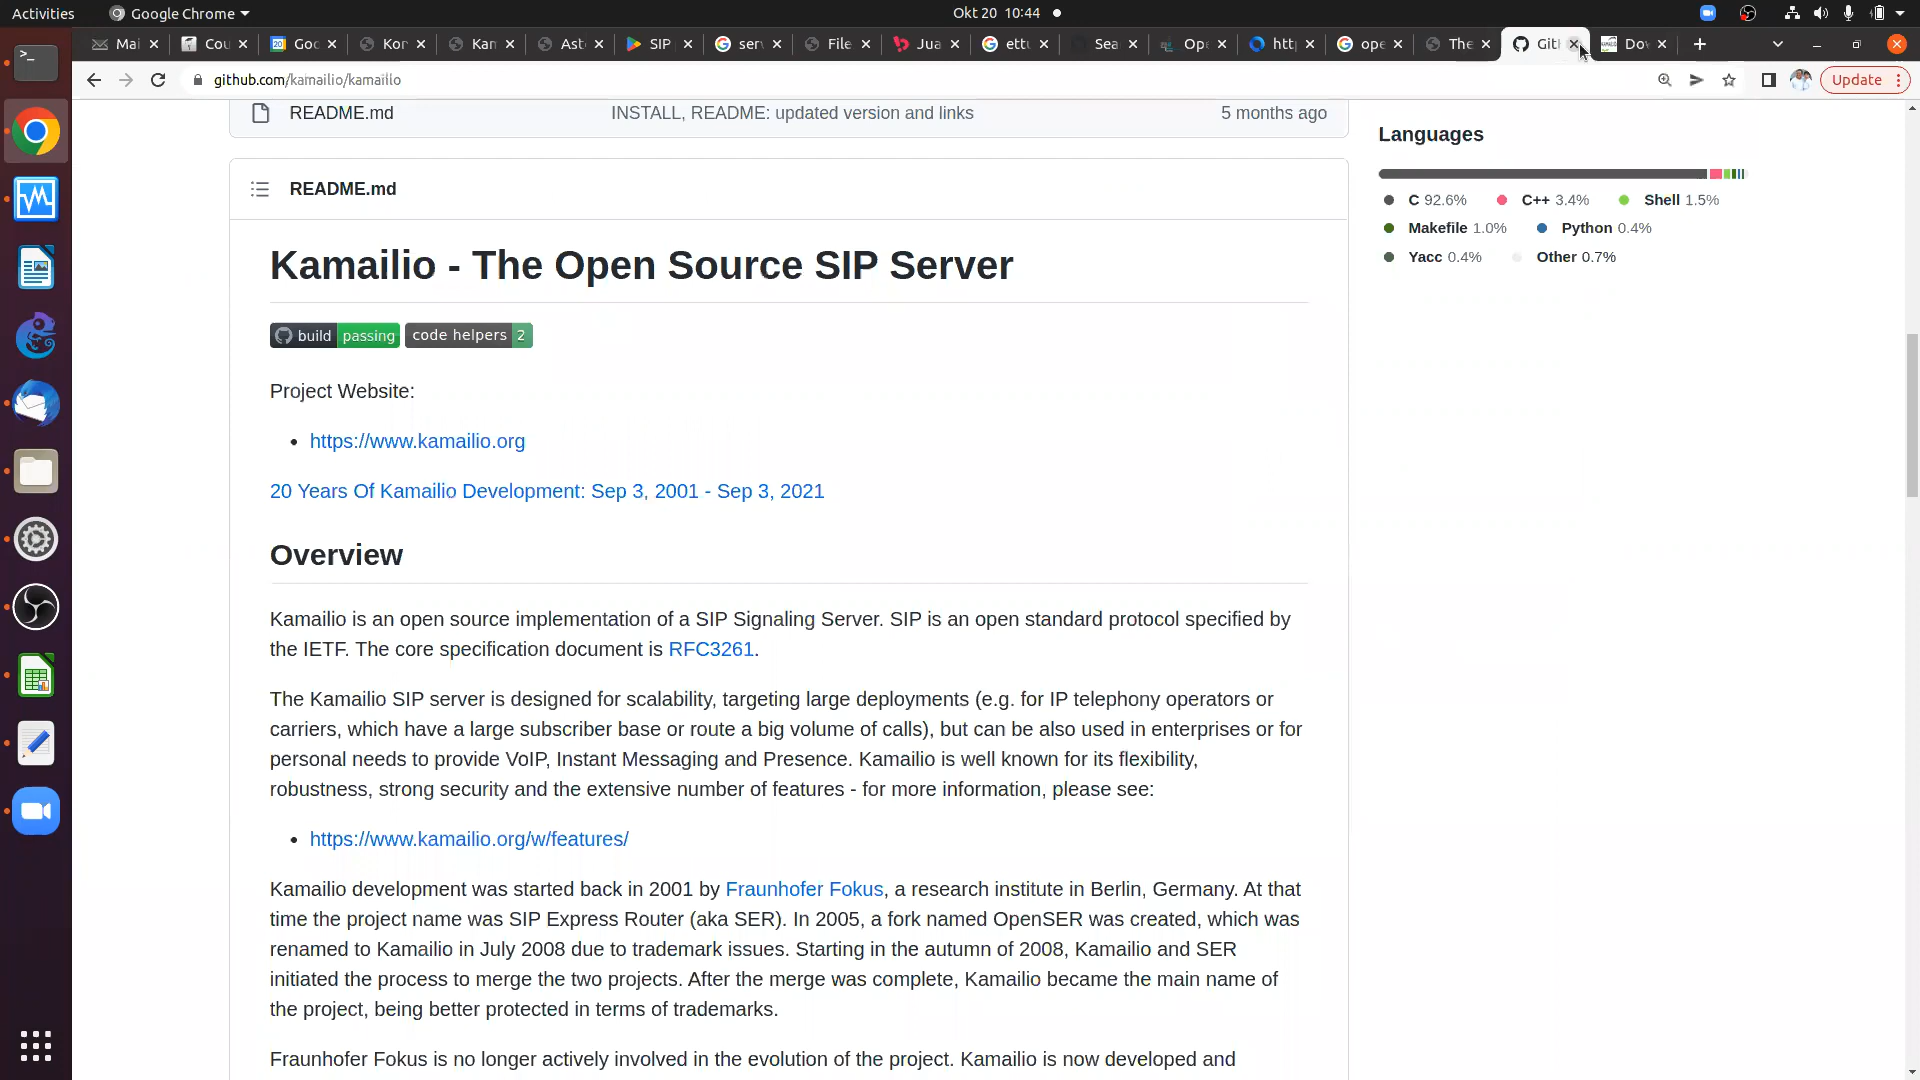 Activities
Google Chrome
Okt 20 10:44
Mai
Cou
Goo
Kor
Kam
Ast
SIP
serv
File
Jua
ettu
Sea
Ope
http
ope
The
Gith
Dow
github.com/kamailio/kamailio
Update
README.md
INSTALL, README: updated version and links
5 months ago
README.md
Kamailio - The Open Source SIP Server
build passing
code helpers 2
Project Website:
https://www.kamailio.org
20 Years Of Kamailio Development: Sep 3, 2001 - Sep 3, 2021
Overview
Kamailio is an open source implementation of a SIP Signaling Server. SIP is an open standard protocol specified by
the IETF. The core specification document is RFC3261.
The Kamailio SIP server is designed for scalability, targeting large deployments (e.g. for IP telephony operators or
carriers, which have a large subscriber base or route a big volume of calls), but can be also used in enterprises or for
personal needs to provide VoIP, Instant Messaging and Presence. Kamailio is well known for its flexibility,
robustness, strong security and the extensive number of features - for more information, please see:
https://www.kamailio.org/w/features/
Kamailio development was started back in 2001 by Fraunhofer Fokus, a research institute in Berlin, Germany. At that
time the project name was SIP Express Router (aka SER). In 2005, a fork named OpenSER was created, which was
renamed to Kamailio in July 2008 due to trademark issues. Starting in the autumn of 2008, Kamailio and SER
initiated the process to merge the two projects. After the merge was complete, Kamailio became the main name of
the project, being better protected in terms of trademarks.
Fraunhofer Fokus is no longer actively involved in the evolution of the project. Kamailio is now developed and
Languages
C 92.6%
C++ 3.4%
Shell 1.5%
Makefile 1.0%
Python 0.4%
Yacc 0.4%
Other 0.7%